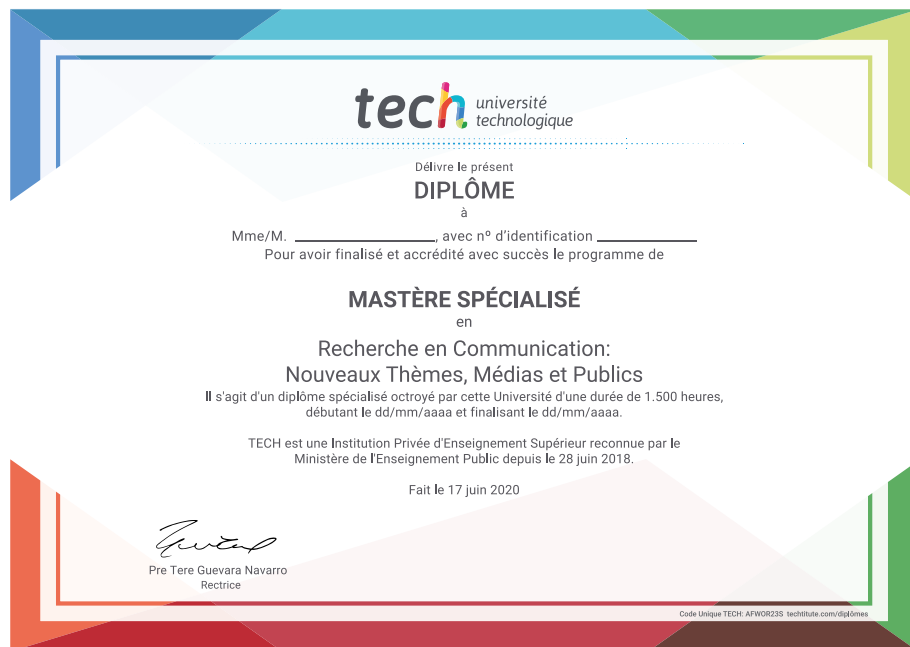 tech université
technologique
Délivre le présent
DIPLÔME
à
Mme/M. ____________, avec nº d'identification ____________
Pour avoir finalisé et accrédité avec succès le programme de
MASTÈRE SPÉCIALISÉ
en
Recherche en Communication:
Nouveaux Thèmes, Médias et Publics
Il s'agit d'un diplôme spécialisé octroyé par cette Université d'une durée de 1.500 heures,
débutant le dd/mm/aaaa et finalisant le dd/mm/aaaa.
TECH est une Institution Privée d'Enseignement Supérieur reconnue par le
Ministère de l'Enseignement Public depuis le 28 juin 2018.
Fait le 17 juin 2020
Pre Tere Guevara Navarro
Rectrice
Code Unique TECH: AFWOR23S techtitute.com/diplômes